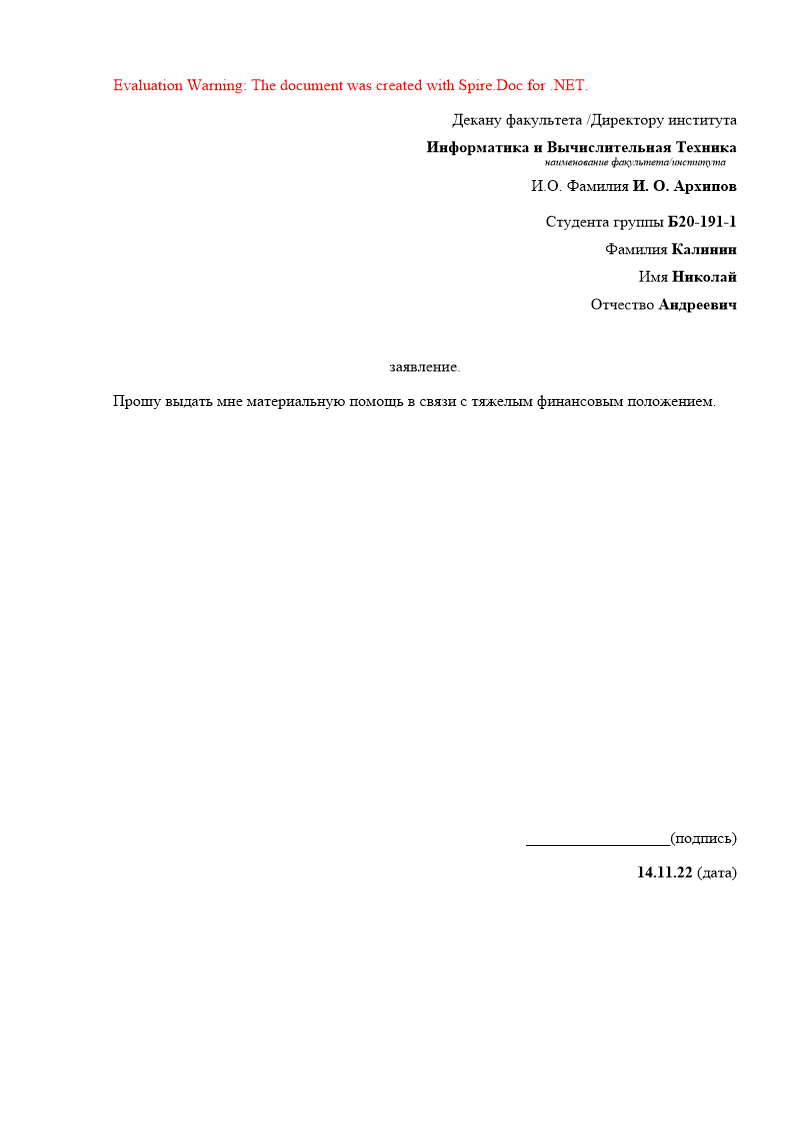 Evaluation Warning: The document was created with Spire.Doc for .NET.
Декану факультета /Директору института
Информатика и Вычислительная Техника
наименование факультета/института
И.О. Фамилия И. О. Архипов
Студента группы Б20-191-1
Фамилия Калинин
Имя Николай
Отчество Андреевич
заявление.
Прошу выдать мне материальную помощь в связи с тяжелым финансовым положением.
__________________(подпись)
14.11.22 (дата)